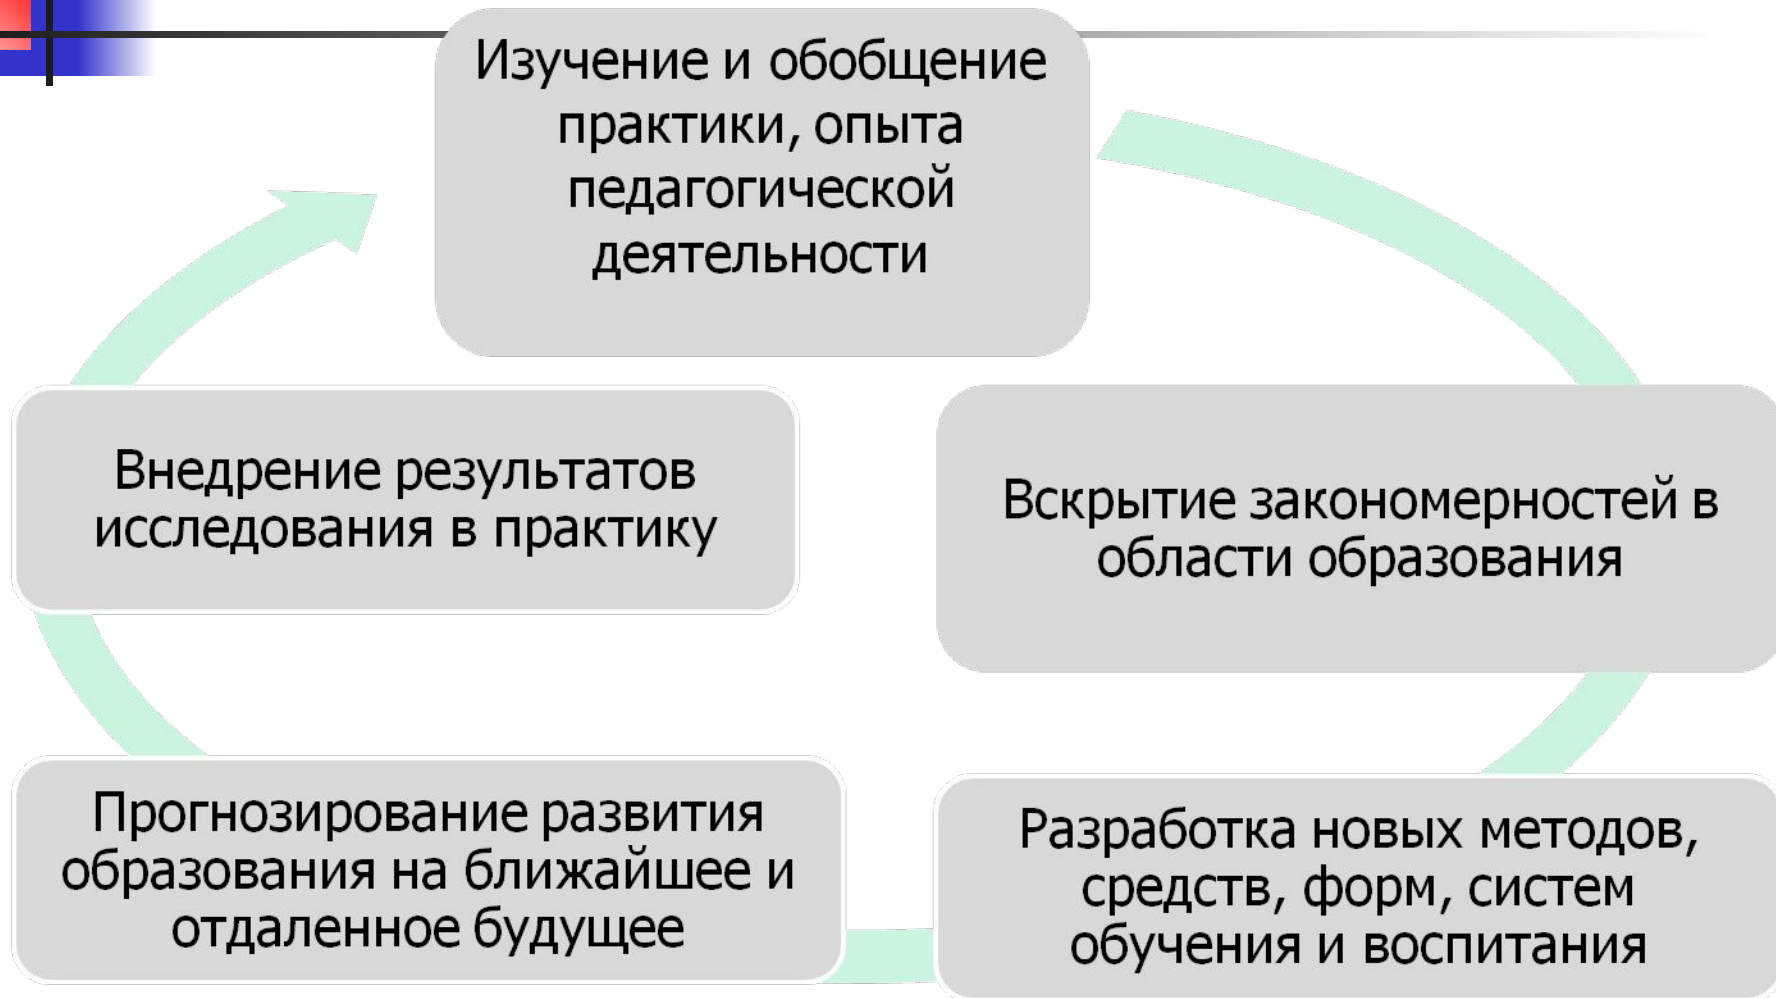 Изучение и обобщение
практики, опыта
педагогической
деятельности
Вскрытие закономерностей в
области образования
Разработка новых методов,
средств, форм, систем
обучения и воспитания
Прогнозирование развития
образования на ближайшее и
отдаленное будущее
Внедрение результатов
исследования в практику